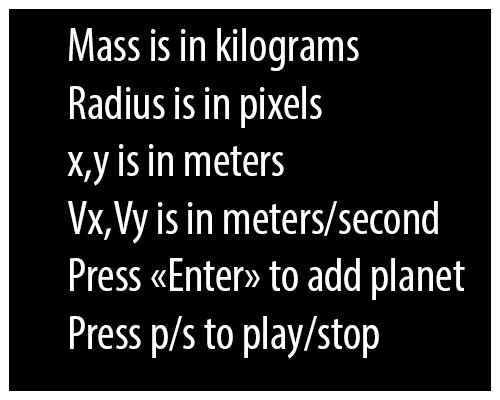 Mass is in kilograms
Radius is in pixels
x,y is in meters
Vx,Vy is in meters/second
Press «Enter» to add planet
Press p/s to play/stop